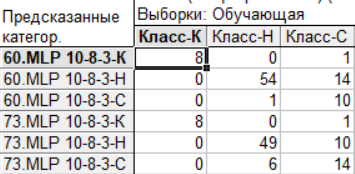 Предсказанные категор. Выборки: Обучающая
Класс-К Класс-Н Класс-С
60.MLP 10-8-3-К 8 0 1
60.MLP 10-8-3-Н 0 54 14
60.MLP 10-8-3-С 0 1 10
73.MLP 10-8-3-К 8 0 1
73.MLP 10-8-3-Н 0 49 10
73.MLP 10-8-3-С 0 6 14